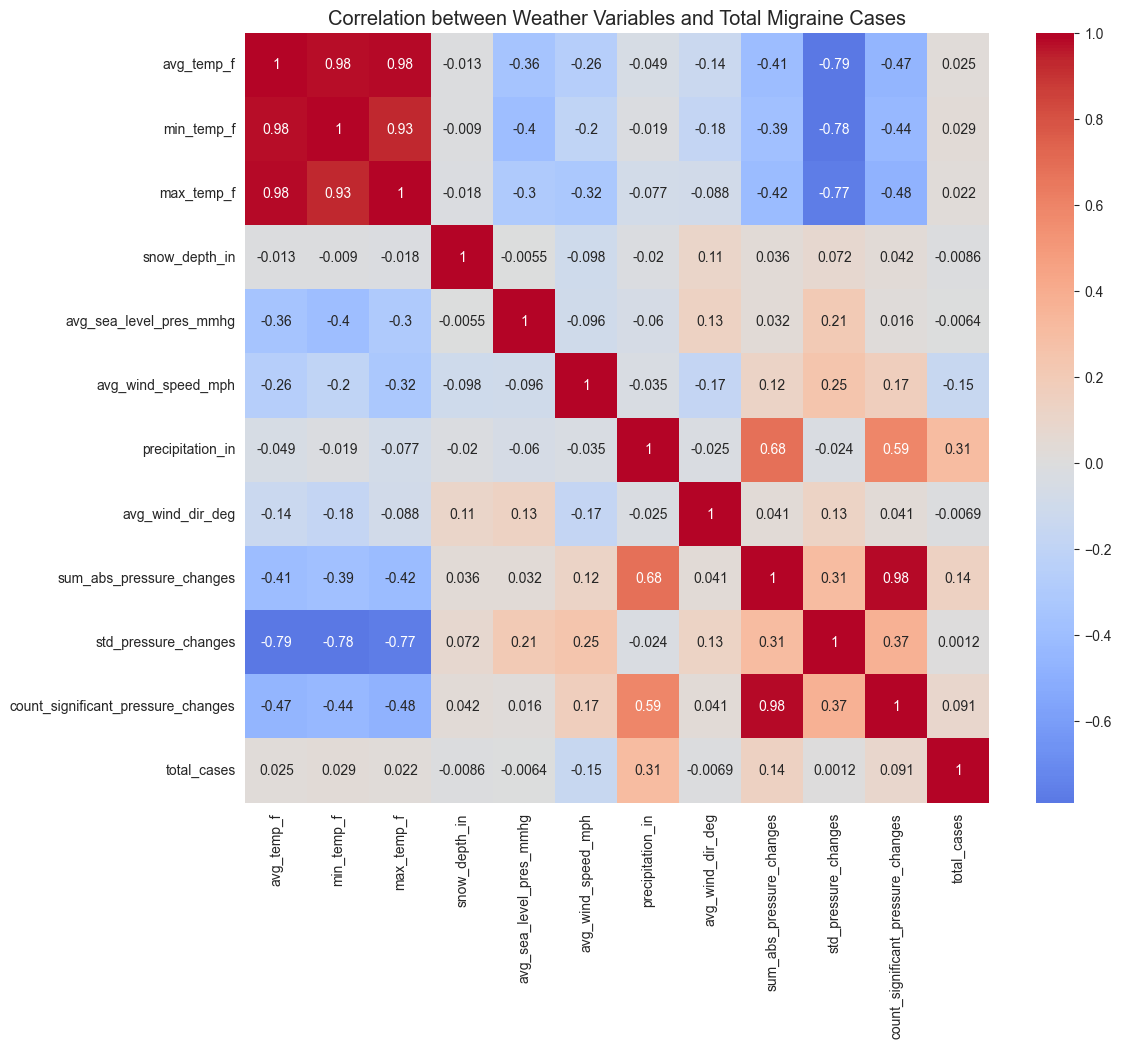 Correlation between Weather Variables and Total Migraine Cases
avg_temp_f 1 0.98 0.98 -0.013 -0.36 -0.26 -0.049 -0.14 -0.41 -0.79 -0.47 0.025
min_temp_f 0.98 1 0.93 -0.009 -0.4 -0.2 -0.019 -0.18 -0.39 -0.78 -0.44 0.029
max_temp_f 0.98 0.93 1 -0.018 -0.3 -0.32 -0.077 -0.088 -0.42 -0.77 -0.48 0.022
snow_depth_in -0.013 -0.009 -0.018 1 -0.0055 -0.098 -0.02 0.11 0.036 0.072 0.042 -0.0086
avg_sea_level_pres_mmhg -0.36 -0.4 -0.3 -0.0055 1 -0.096 -0.06 0.13 0.032 0.21 0.016 -0.0064
avg_wind_speed_mph -0.26 -0.2 -0.32 -0.098 -0.096 1 -0.035 -0.17 0.12 0.25 0.17 -0.15
precipitation_in -0.049 -0.019 -0.077 -0.02 -0.06 -0.035 1 -0.025 0.68 -0.024 0.59 0.31
avg_wind_dir_deg -0.14 -0.18 -0.088 0.11 0.13 -0.17 -0.025 1 0.041 0.13 0.041 -0.0069
sum_abs_pressure_changes -0.41 -0.39 -0.42 0.036 0.032 0.12 0.68 0.041 1 0.31 0.98 0.14
std_pressure_changes -0.79 -0.78 -0.77 0.072 0.21 0.25 -0.024 0.13 0.31 1 0.37 0.0012
count_significant_pressure_changes -0.47 -0.44 -0.48 0.042 0.016 0.17 0.59 0.041 0.98 0.37 1 0.091
total_cases 0.025 0.029 0.022 -0.0086 -0.0064 -0.15 0.31 -0.0069 0.14 0.0012 0.091 1
avg_temp_f
min_temp_f
max_temp_f
snow_depth_in
avg_sea_level_pres_mmhg
avg_wind_speed_mph
precipitation_in
avg_wind_dir_deg
sum_abs_pressure_changes
std_pressure_changes
count_significant_pressure_changes
total_cases
1.0
0.8
0.6
0.4
0.2
0.0
-0.2
-0.4
-0.6